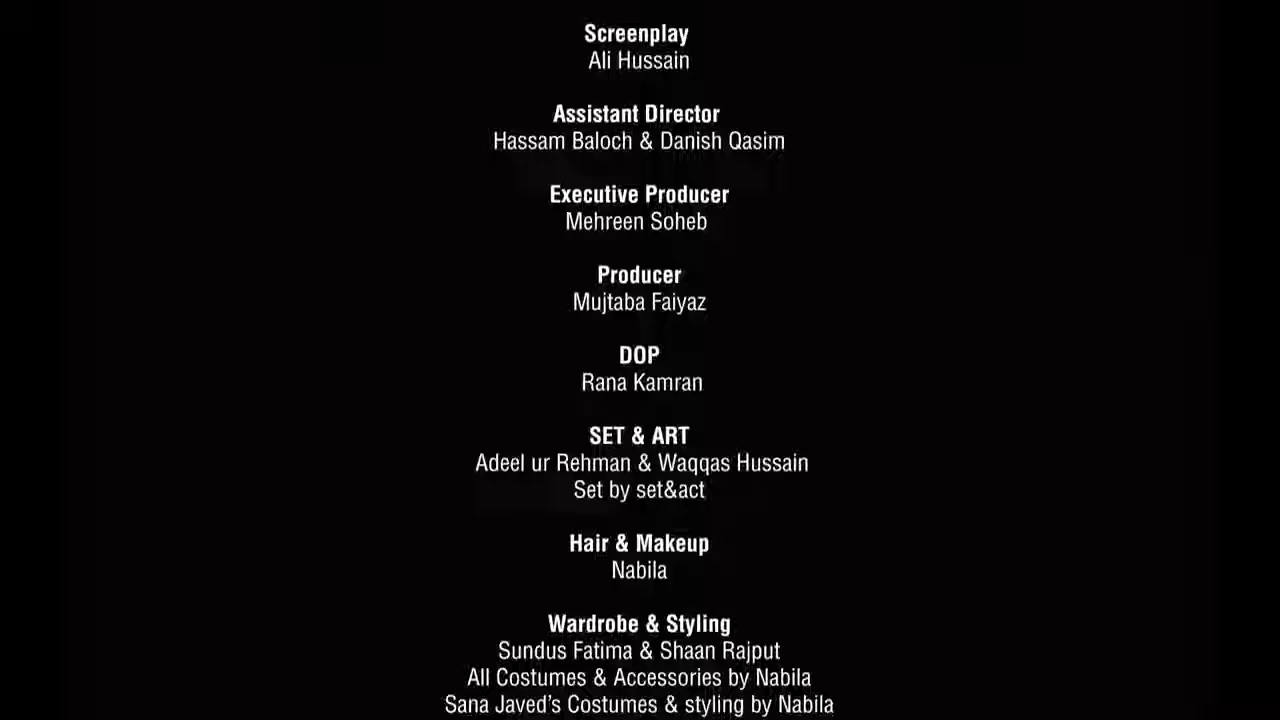 Screenplay
Ali Hussain
Assistant Director
Hassam Baloch & Danish Qasim
Executive Producer
Mehreen Soheb
Producer
Mujtaba Faiyaz
DOP
Rana Kamran
SET & ART
Adeel ur Rehman & Waqqas Hussain
Set by set&act
Hair & Makeup
Nabila
Wardrobe & Styling
Sundus Fatima & Shaan Rajput
All Costumes & Accessories by Nabila
Sana Javed's Costumes & styling by Nabila